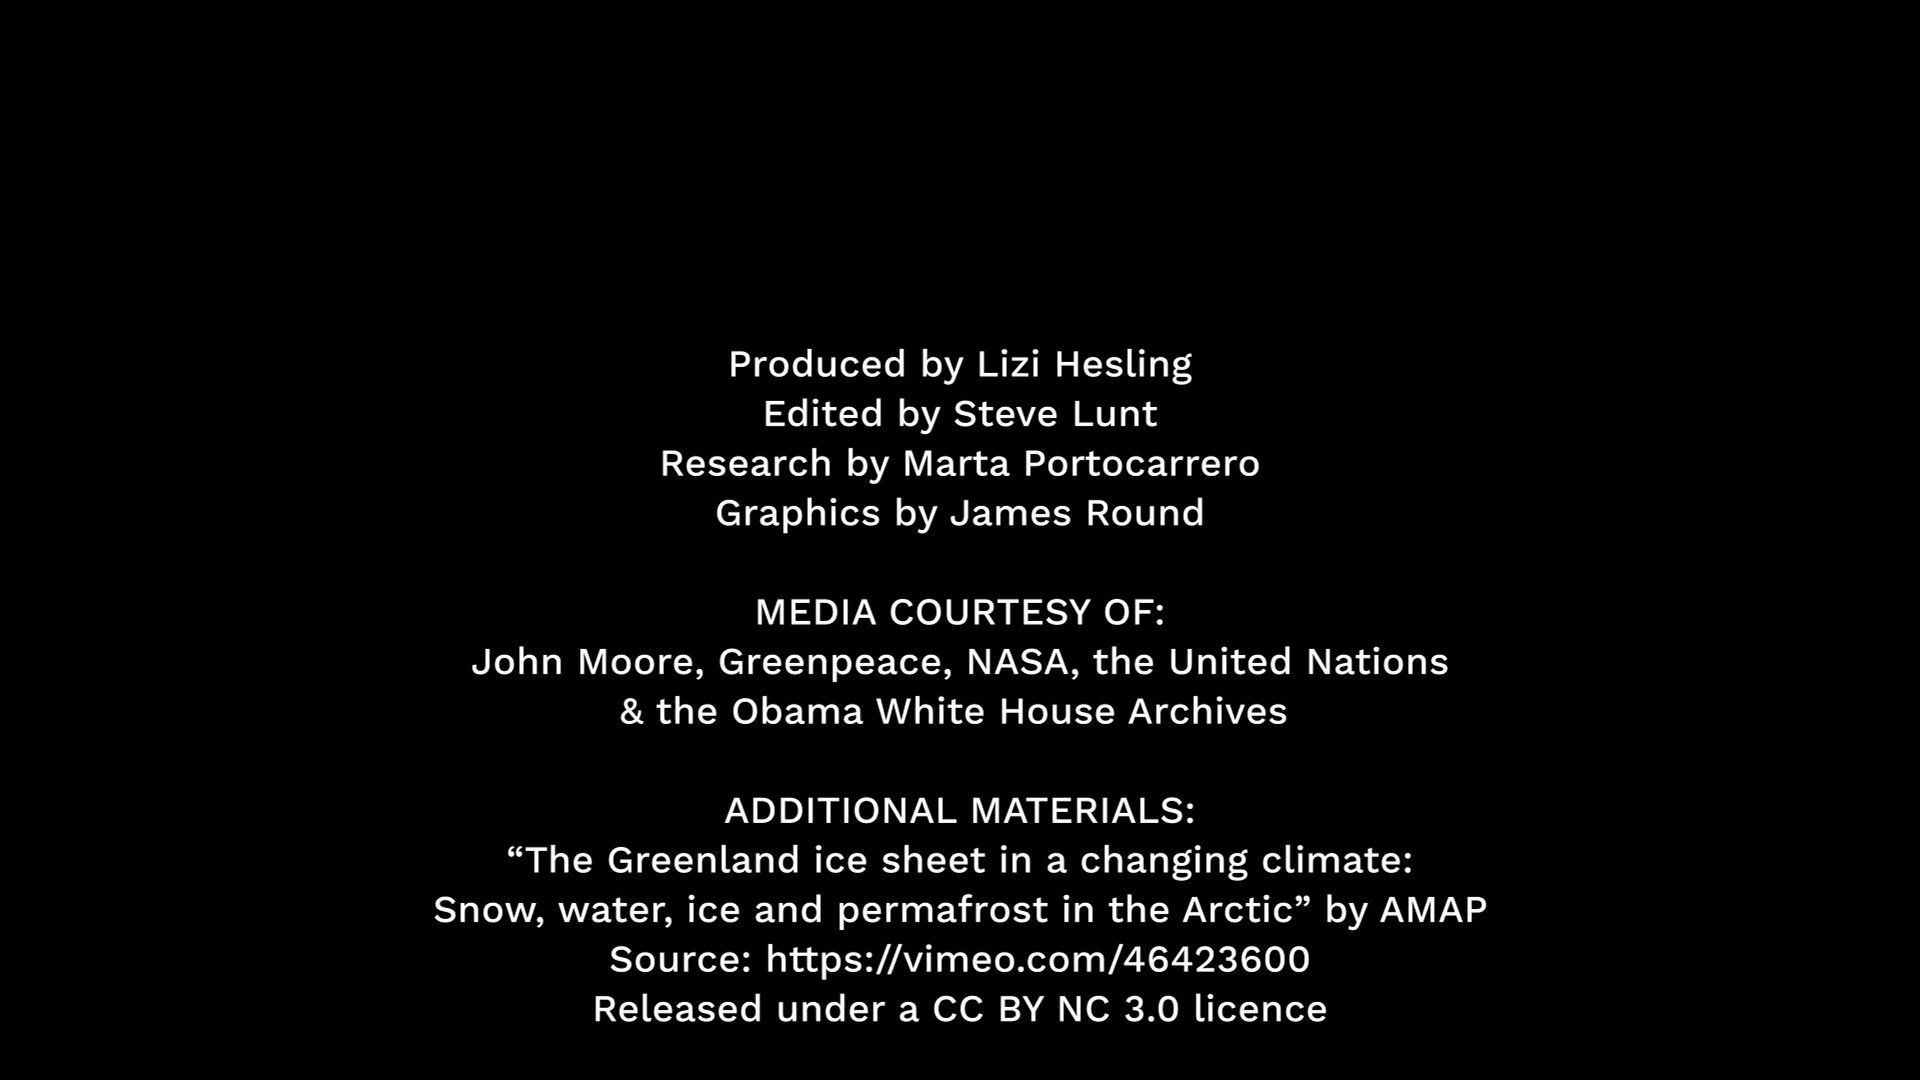 Produced by Lizi Hesling
Edited by Steve Lunt
Research by Marta Portocarrero
Graphics by James Round
MEDIA COURTESY OF:
John Moore, Greenpeace, NASA, the United Nations
& the Obama White House Archives
ADDITIONAL MATERIALS:
“The Greenland ice sheet in a changing climate:
Snow, water, ice and permafrost in the Arctic” by AMAP
Source: https://vimeo.com/46423600
Released under a CC BY NC 3.0 licence